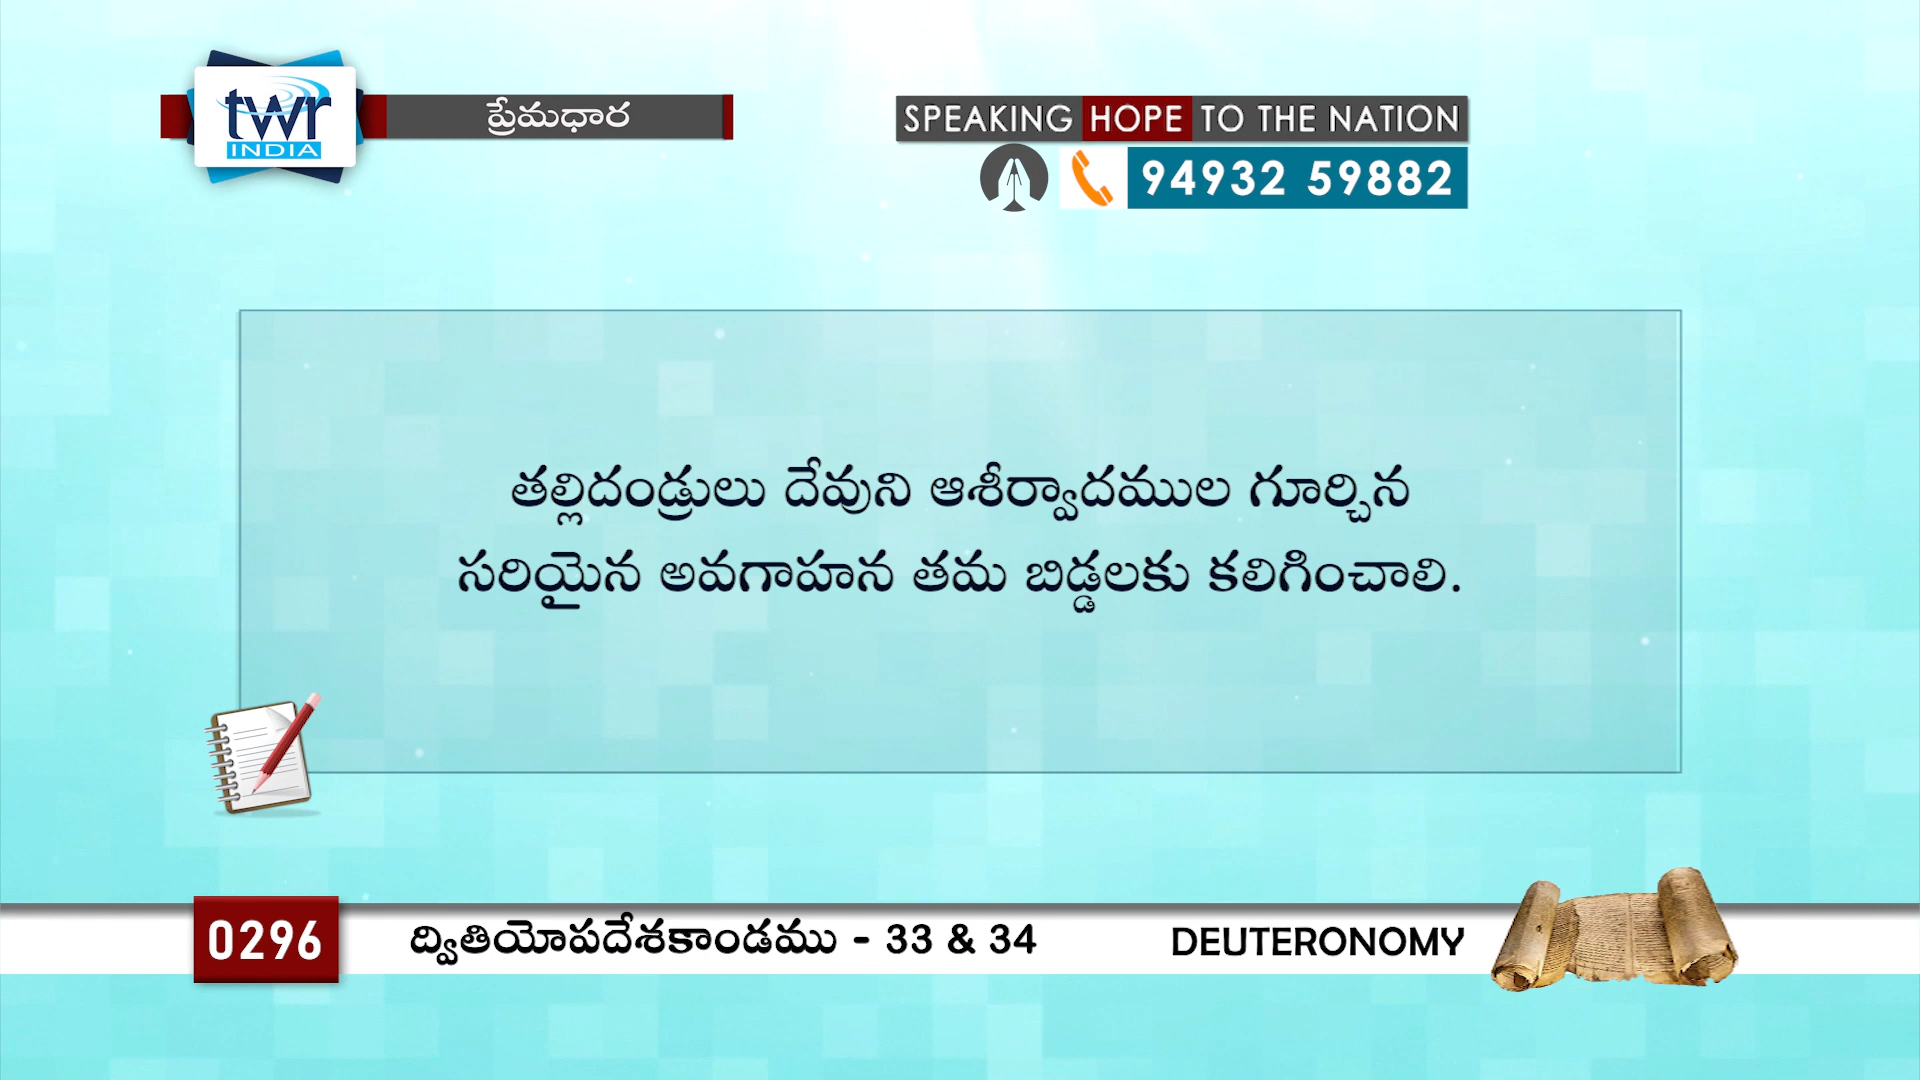 twr
INDIA
ప్రేమధార
SPEAKING HOPE TO THE NATION
94932 59882
తల్లిదండ్రులు దేవుని ఆశీర్వాదముల గూర్చిన
సరియైన అవగాహన తమ బిడ్డలకు కలిగించాలి.
0296
ద్వితియోపదేశకాండము - 33 & 34
DEUTERONOMY